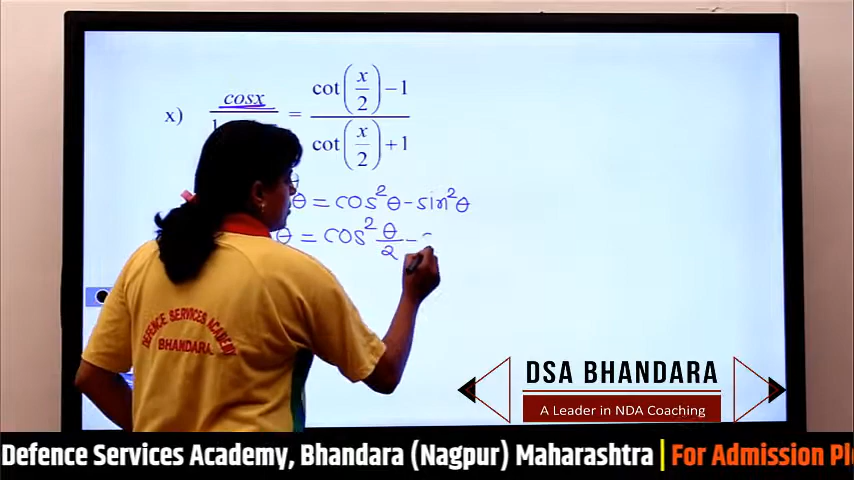 x) cosx = cot(x/2) - 1
1 cot(x/2) + 1
θ = cos²θ - sin²θ
θ = cos² θ/2 -
DEFENCE SERVICES ACADEMY
BHANDARA
DSA BHANDARA
A Leader in NDA Coaching
Defence Services Academy, Bhandara (Nagpur) Maharashtra | For Admission Pl